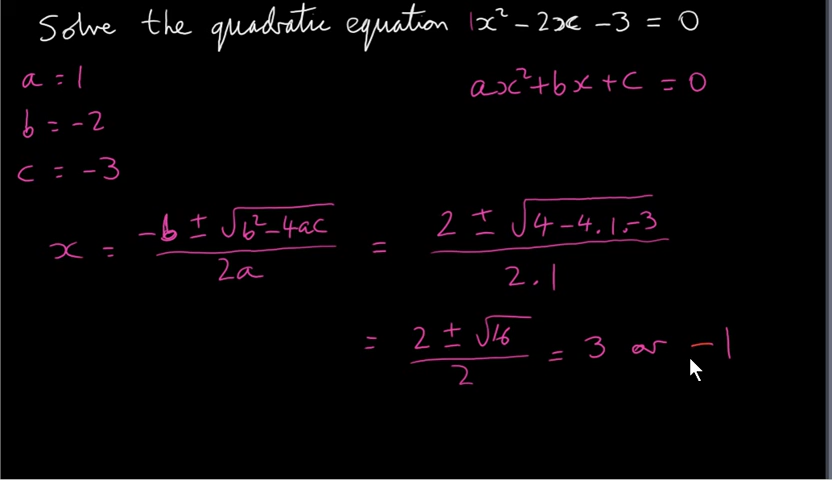 Solve the quadratic equation 1x² - 2x - 3 = 0
a = 1
ax² + bx + c = 0
b = -2
c = -3
x = (-b ± √(b² - 4ac)) / 2a = (2 ± √(4 - 4.1.-3)) / 2.1
= (2 ± √16) / 2 = 3 or -1